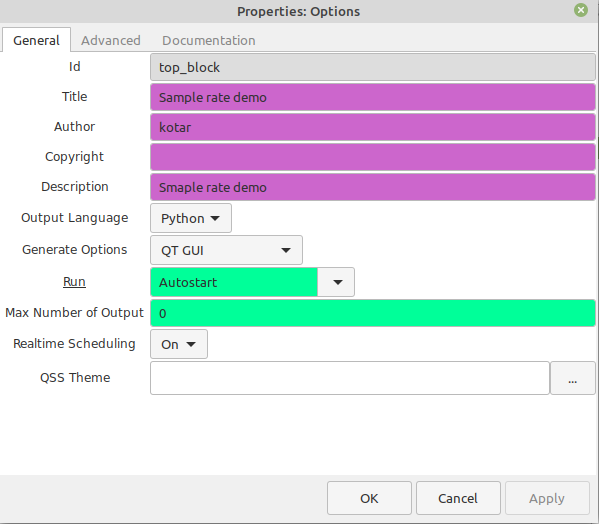 Properties: Options
General Advanced Documentation
Id top_block
Title Sample rate demo
Author kotar
Copyright
Description Smaple rate demo
Output Language Python
Generate Options QT GUI
Run Autostart
Max Number of Output 0
Realtime Scheduling On
QSS Theme ...
OK Cancel Apply